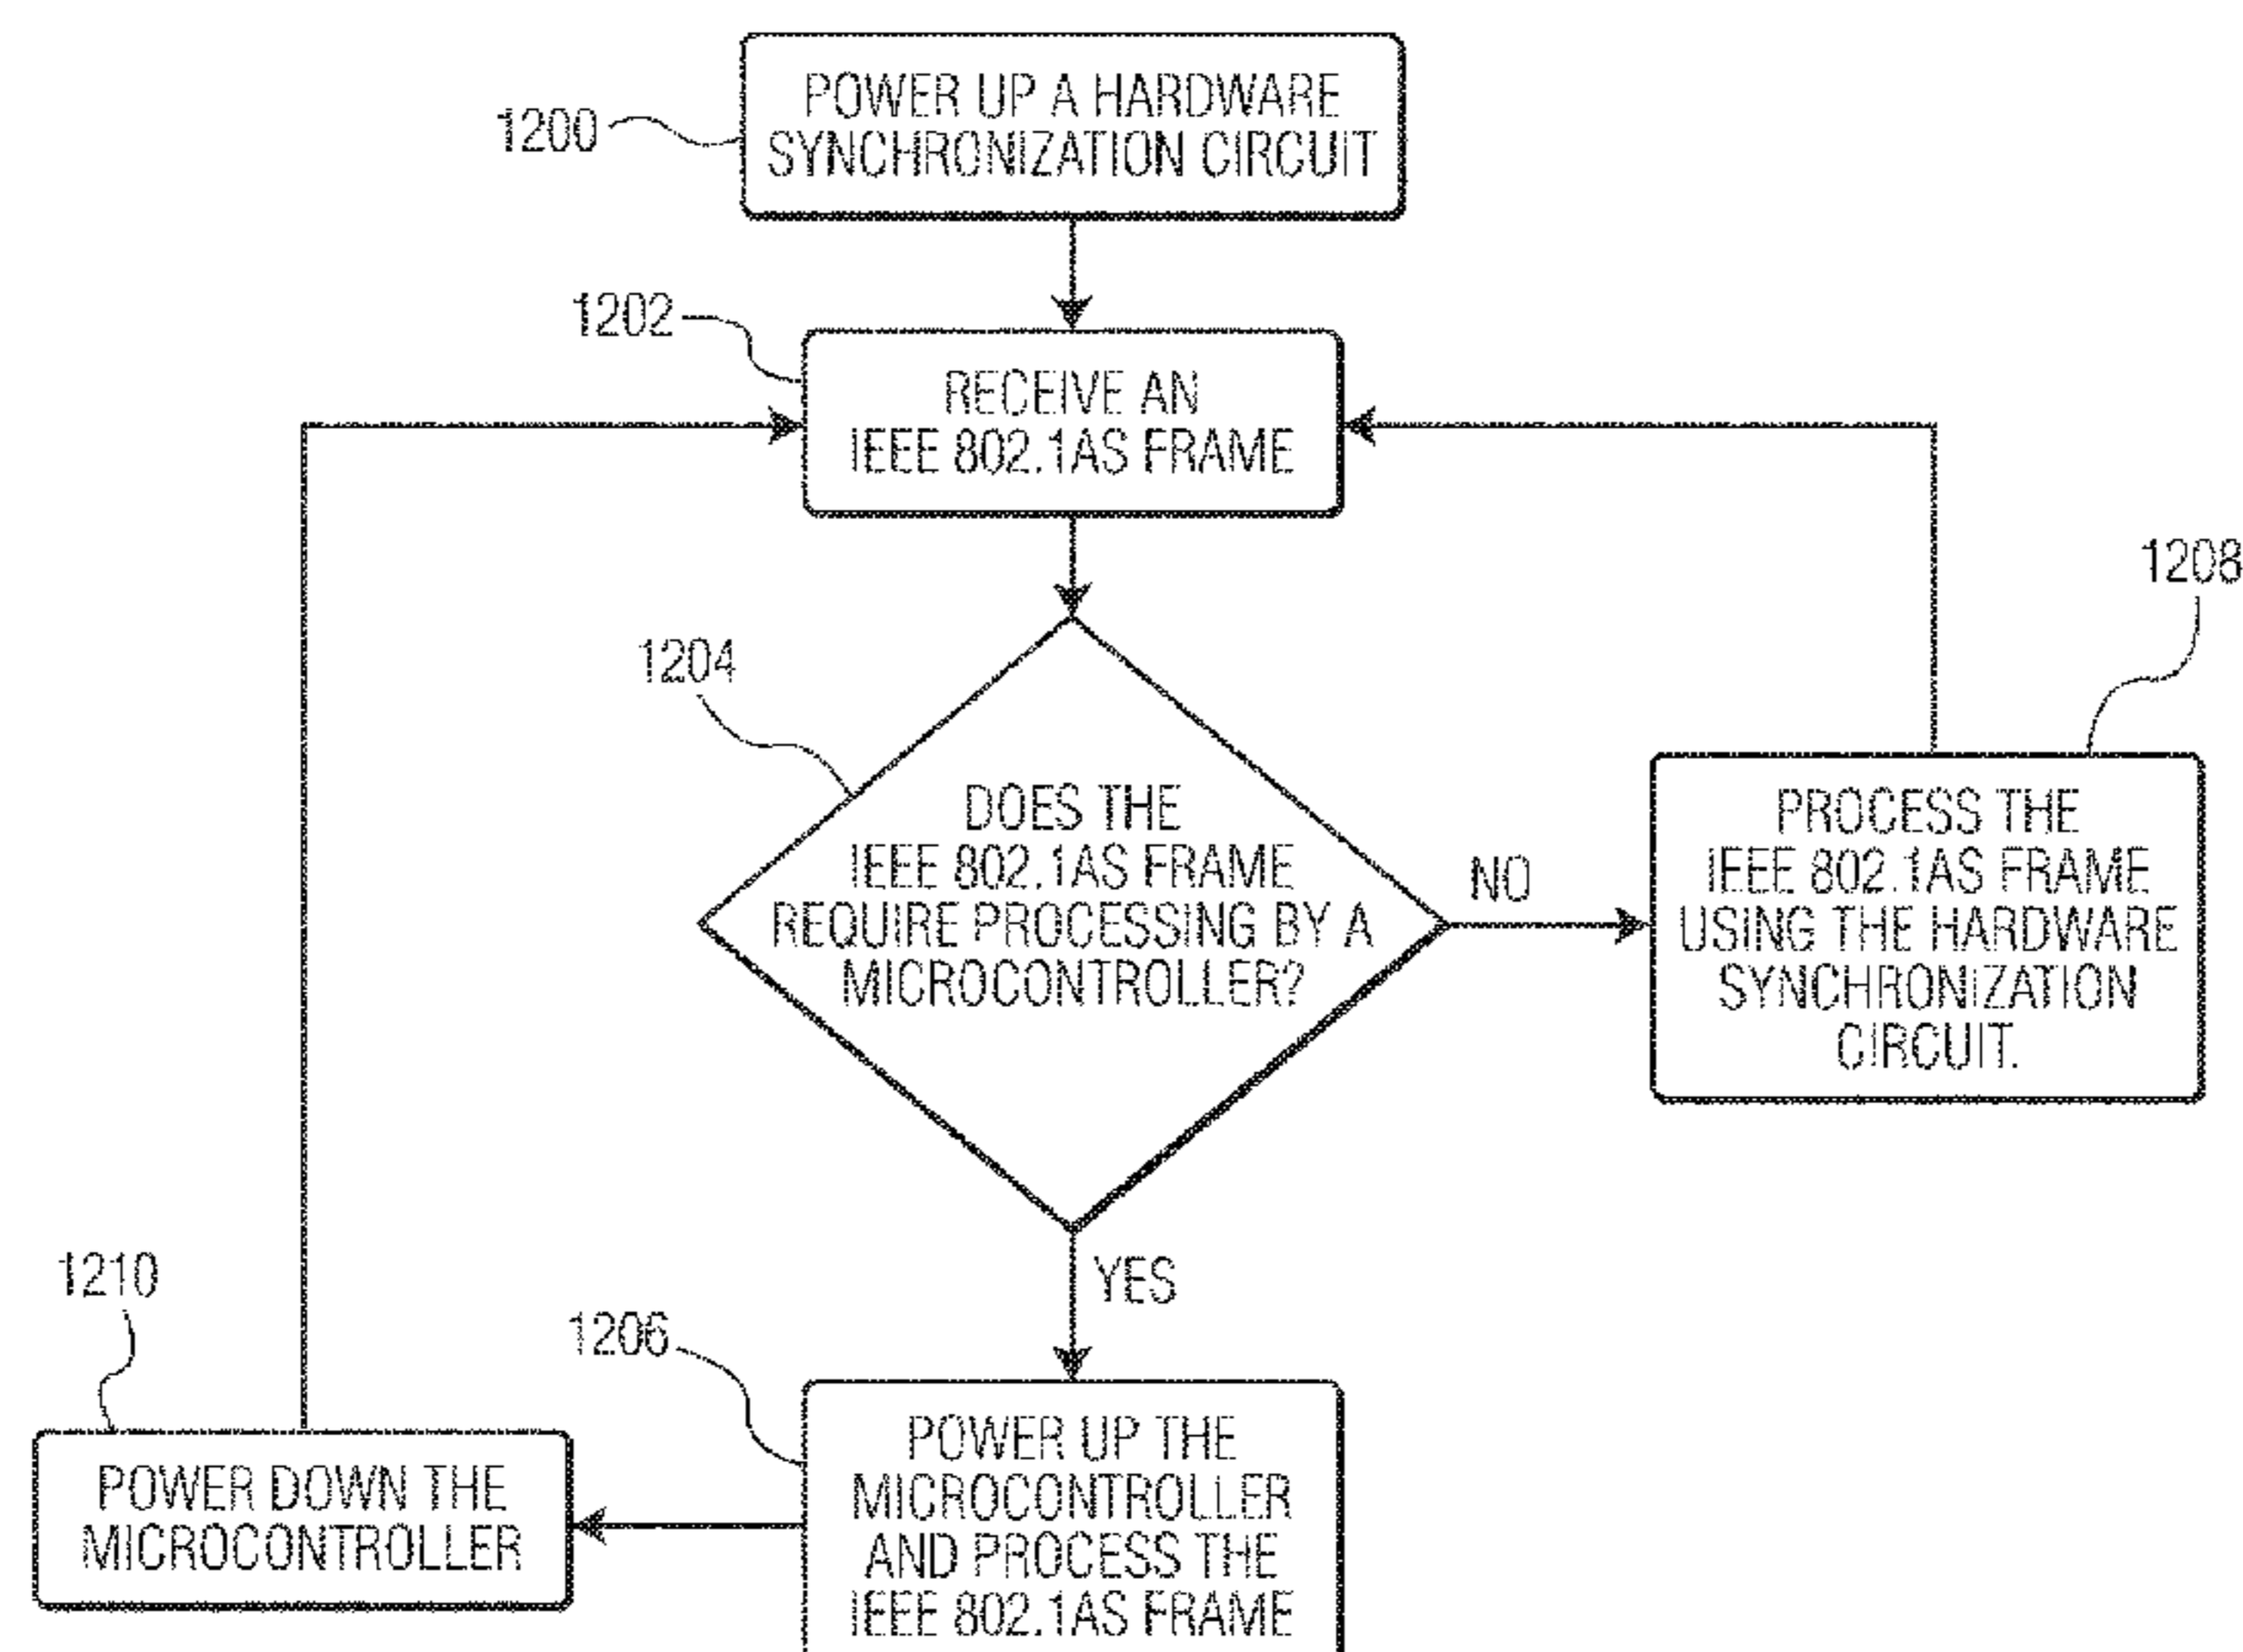 1200
POWER UP A HARDWARE
SYNCHRONIZATION CIRCUIT
1202
RECEIVE AN
IEEE 802.1AS FRAME
1204
DOES THE
IEEE 802.1AS FRAME
REQUIRE PROCESSING BY A
MICROCONTROLLER?
NO
1208
PROCESS THE
IEEE 802.1AS FRAME
USING THE HARDWARE
SYNCHRONIZATION
CIRCUIT.
YES
1206
POWER UP THE
MICROCONTROLLER
AND PROCESS THE
IEEE 802.1AS FRAME
1210
POWER DOWN THE
MICROCONTROLLER